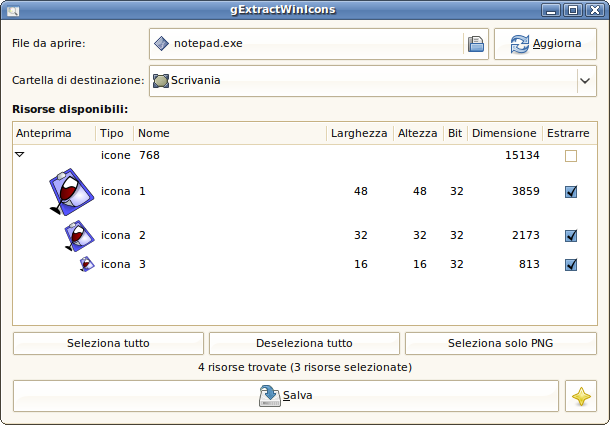 gExtractWinIcons
File da aprire: notepad.exe Aggiorna
Cartella di destinazione: Scrivania
Risorse disponibili:
Anteprima Tipo Nome Larghezza Altezza Bit Dimensione Estrarre
icone 768 15134
icona 1 48 48 32 3859
icona 2 32 32 32 2173
icona 3 16 16 32 813
Seleziona tutto Deseleziona tutto Seleziona solo PNG
4 risorse trovate (3 risorse selezionate)
Salva